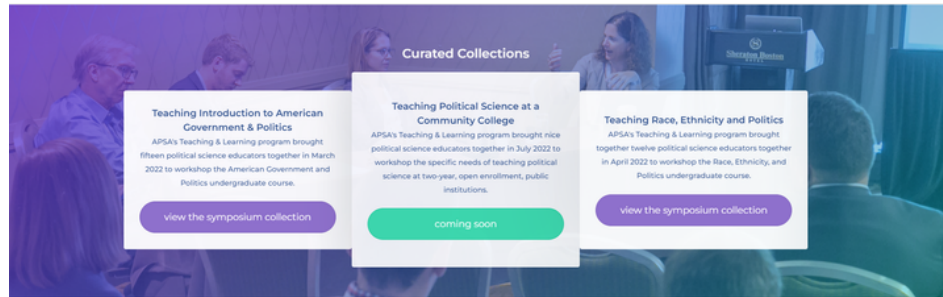 Curated Collections
Sheraton Boston
HOTEL
Teaching Introduction to American
Government & Politics
APSA's Teaching & Learning program brought
fifteen political science educators together in March
2022 to workshop the American Government and
Politics undergraduate course.
view the symposium collection
Teaching Political Science at a
Community College
APSA's Teaching & Learning program brought nice
political science educators together in July 2022 to
workshop the specific needs of teaching political
science at two-year, open enrollment, public
institutions.
coming soon
Teaching Race, Ethnicity and Politics
APSA's Teaching & Learning program brought
together twelve political science educators together
in April 2022 to workshop the Race, Ethnicity, and
Politics undergraduate course.
view the symposium collection